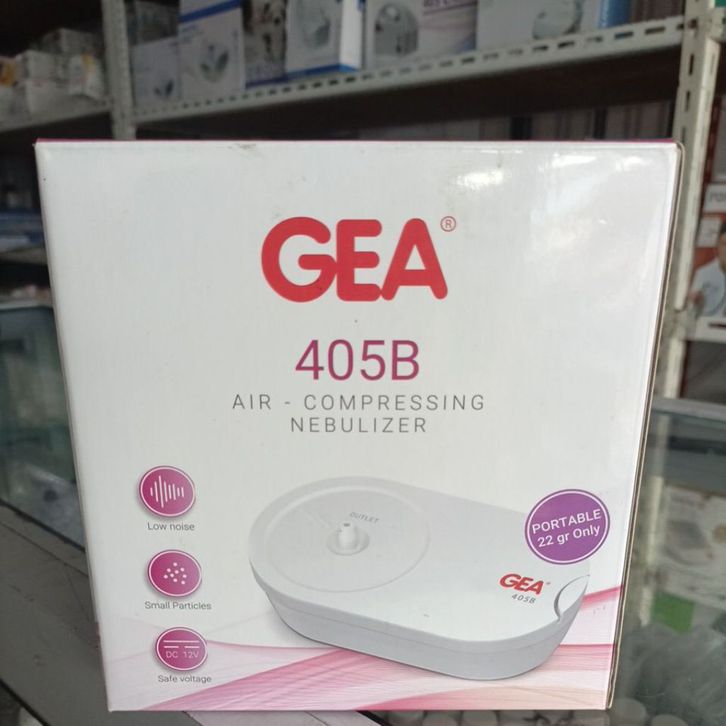 GEA®
405B
AIR - COMPRESSING
NEBULIZER
Low noise
Small Particles
DC 12V
Safe voltage
OUTLET
PORTABLE
22 gr Only
GEA
405B